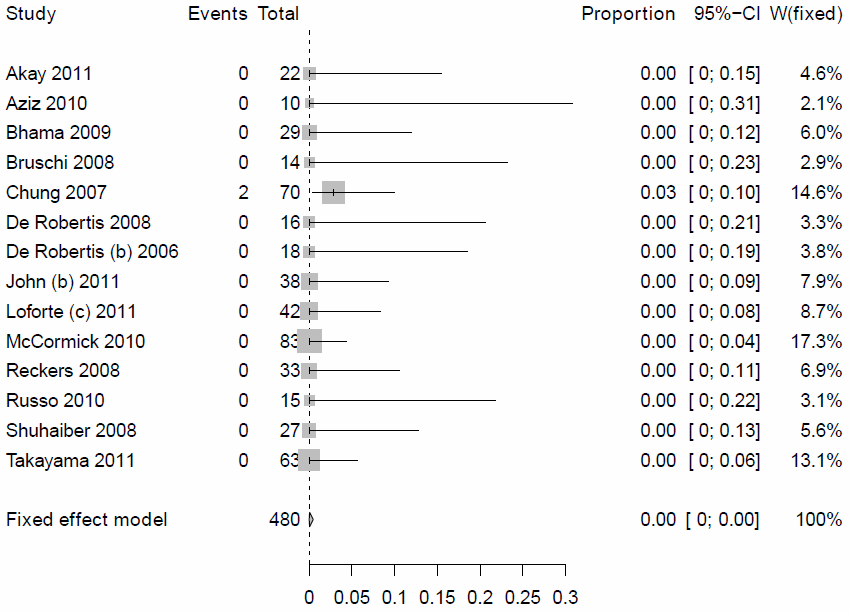 Study Events Total Proportion 95%−CI W(fixed)
Akay 2011 0 22 0.00 [ 0; 0.15] 4.6%
Aziz 2010 0 10 0.00 [ 0; 0.31] 2.1%
Bhama 2009 0 29 0.00 [ 0; 0.12] 6.0%
Bruschi 2008 0 14 0.00 [ 0; 0.23] 2.9%
Chung 2007 2 70 0.03 [ 0; 0.10] 14.6%
De Robertis 2008 0 16 0.00 [ 0; 0.21] 3.3%
De Robertis (b) 2006 0 18 0.00 [ 0; 0.19] 3.8%
John (b) 2011 0 38 0.00 [ 0; 0.09] 7.9%
Loforte (c) 2011 0 42 0.00 [ 0; 0.08] 8.7%
McCormick 2010 0 83 0.00 [ 0; 0.04] 17.3%
Reckers 2008 0 33 0.00 [ 0; 0.11] 6.9%
Russo 2010 0 15 0.00 [ 0; 0.22] 3.1%
Shuhaiber 2008 0 27 0.00 [ 0; 0.13] 5.6%
Takayama 2011 0 63 0.00 [ 0; 0.06] 13.1%
Fixed effect model 480 0.00 [ 0; 0.00] 100%
0 0.05 0.1 0.15 0.2 0.25 0.3